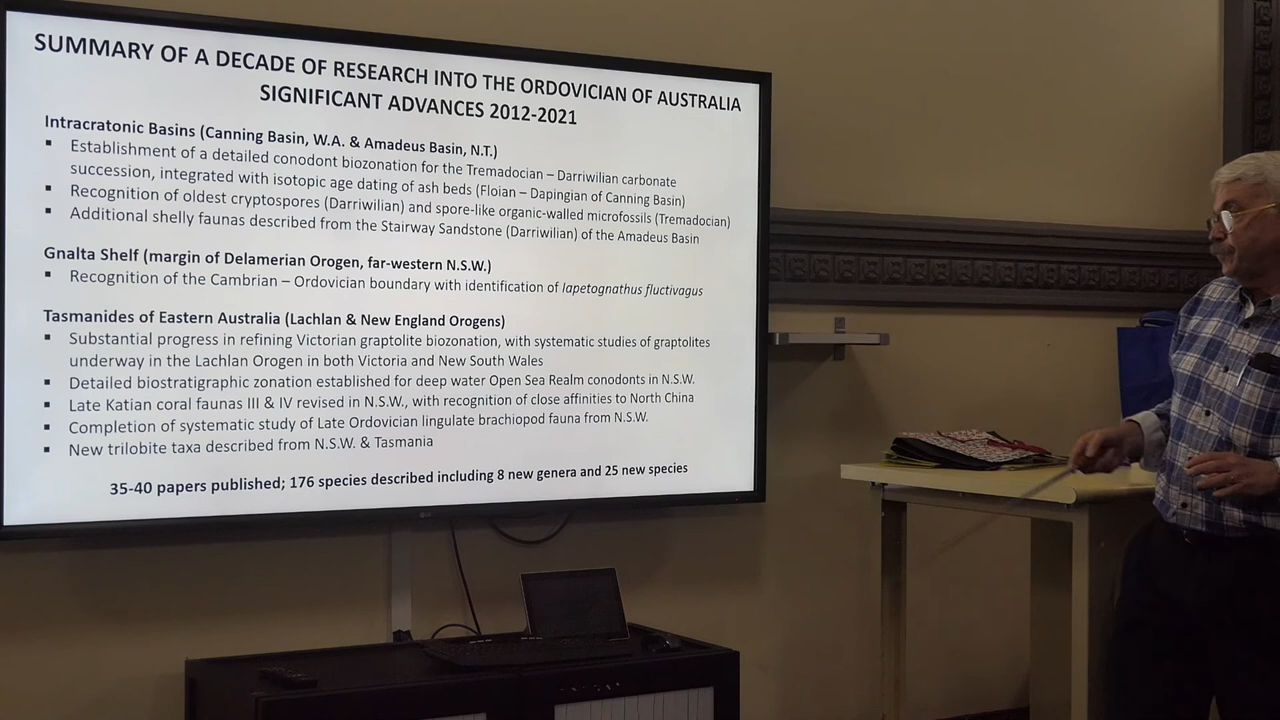 SUMMARY OF A DECADE OF RESEARCH INTO THE ORDOVICIAN OF AUSTRALIA
SIGNIFICANT ADVANCES 2012-2021
Intracratonic Basins (Canning Basin, W.A. & Amadeus Basin, N.T.)
▪ Establishment of a detailed conodont biozonation for the Tremadocian – Darriwilian carbonate
succession, integrated with isotopic age dating of ash beds (Floian – Dapingian of Canning Basin)
▪ Recognition of oldest cryptospores (Darriwilian) and spore-like organic-walled microfossils (Tremadocian)
▪ Additional shelly faunas described from the Stairway Sandstone (Darriwilian) of the Amadeus Basin
Gnalta Shelf (margin of Delamerian Orogen, far-western N.S.W.)
▪ Recognition of the Cambrian – Ordovician boundary with identification of Iapetognathus fluctivagus
Tasmanides of Eastern Australia (Lachlan & New England Orogens)
▪ Substantial progress in refining Victorian graptolite biozonation, with systematic studies of graptolites
underway in the Lachlan Orogen in both Victoria and New South Wales
▪ Detailed biostratigraphic zonation established for deep water Open Sea Realm conodonts in N.S.W.
▪ Late Katian coral faunas III & IV revised in N.S.W., with recognition of close affinities to North China
▪ Completion of systematic study of Late Ordovician lingulate brachiopod fauna from N.S.W.
▪ New trilobite taxa described from N.S.W. & Tasmania
35-40 papers published; 176 species described including 8 new genera and 25 new species
LG